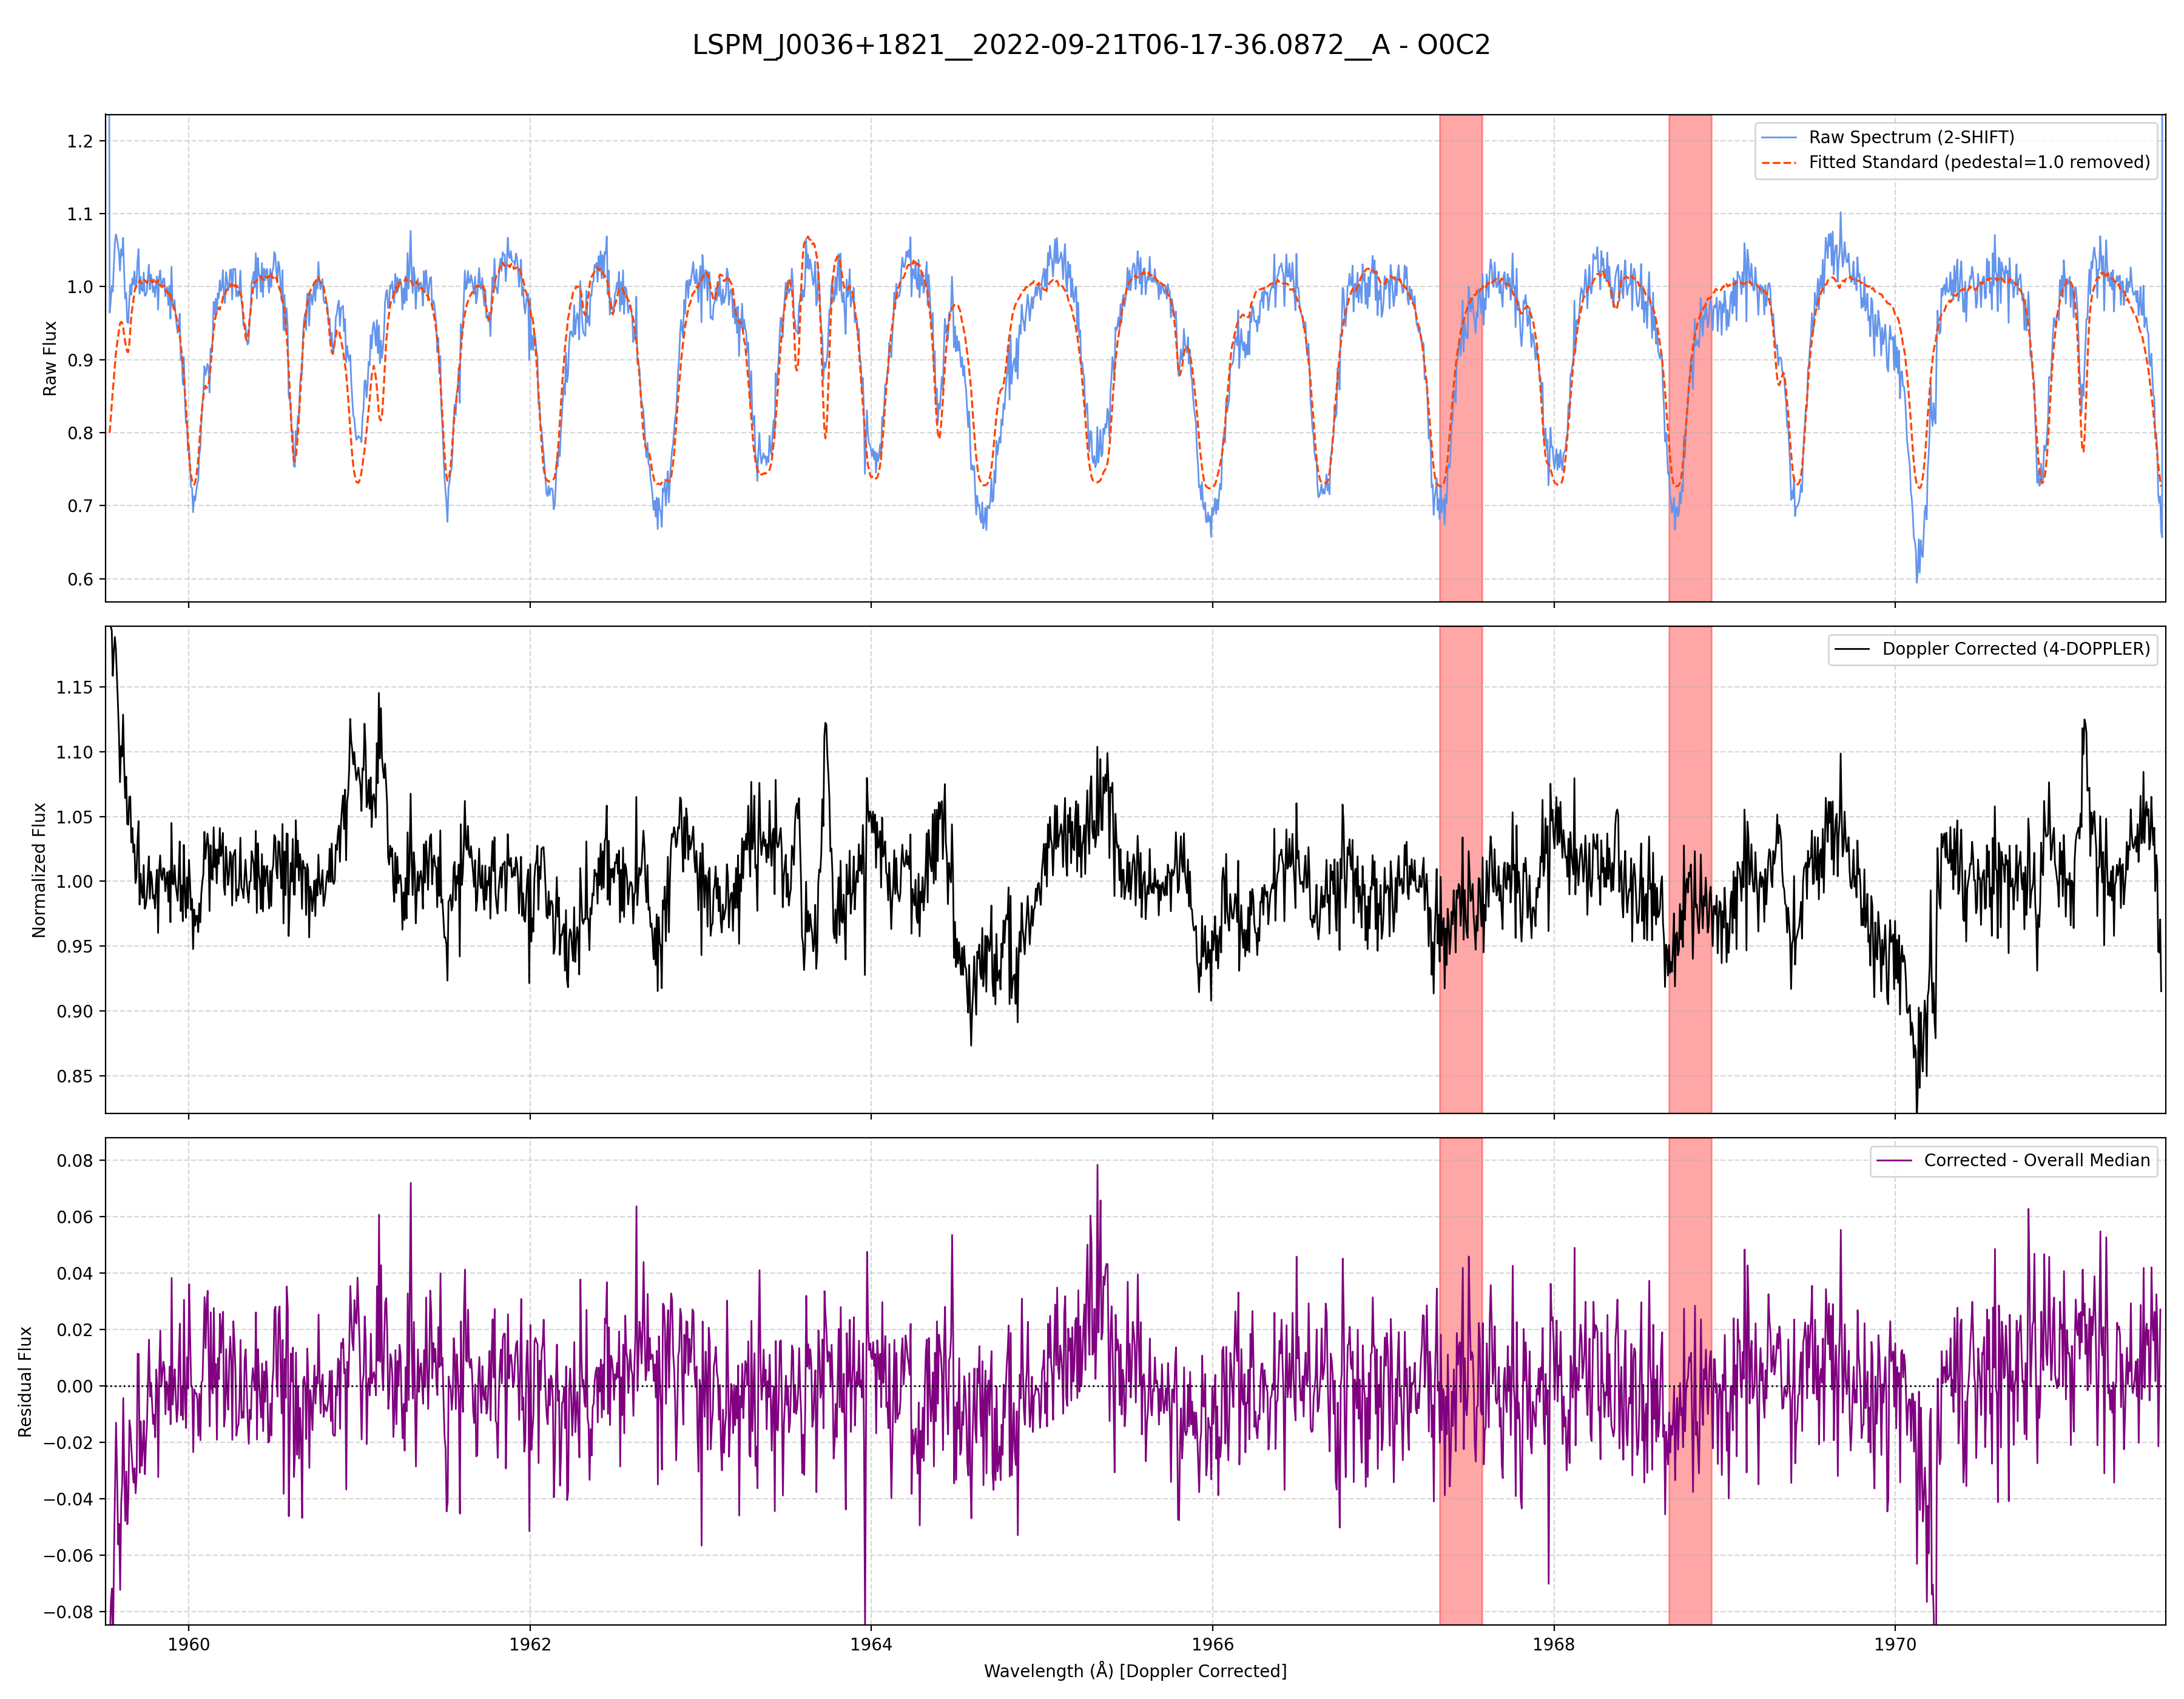 LSPM_J0036+1821__2022-09-21T06-17-36.0872__A - O0C2
Raw Flux
1.2
1.1
1.0
0.9
0.8
0.7
0.6
Raw Spectrum (2-SHIFT)
Fitted Standard (pedestal=1.0 removed)
Normalized Flux
1.15
1.10
1.05
1.00
0.95
0.90
0.85
Doppler Corrected (4-DOPPLER)
Residual Flux
0.08
0.06
0.04
0.02
0.00
−0.02
−0.04
−0.06
−0.08
Corrected - Overall Median
1960 1962 1964 1966 1968 1970
Wavelength (Å) [Doppler Corrected]